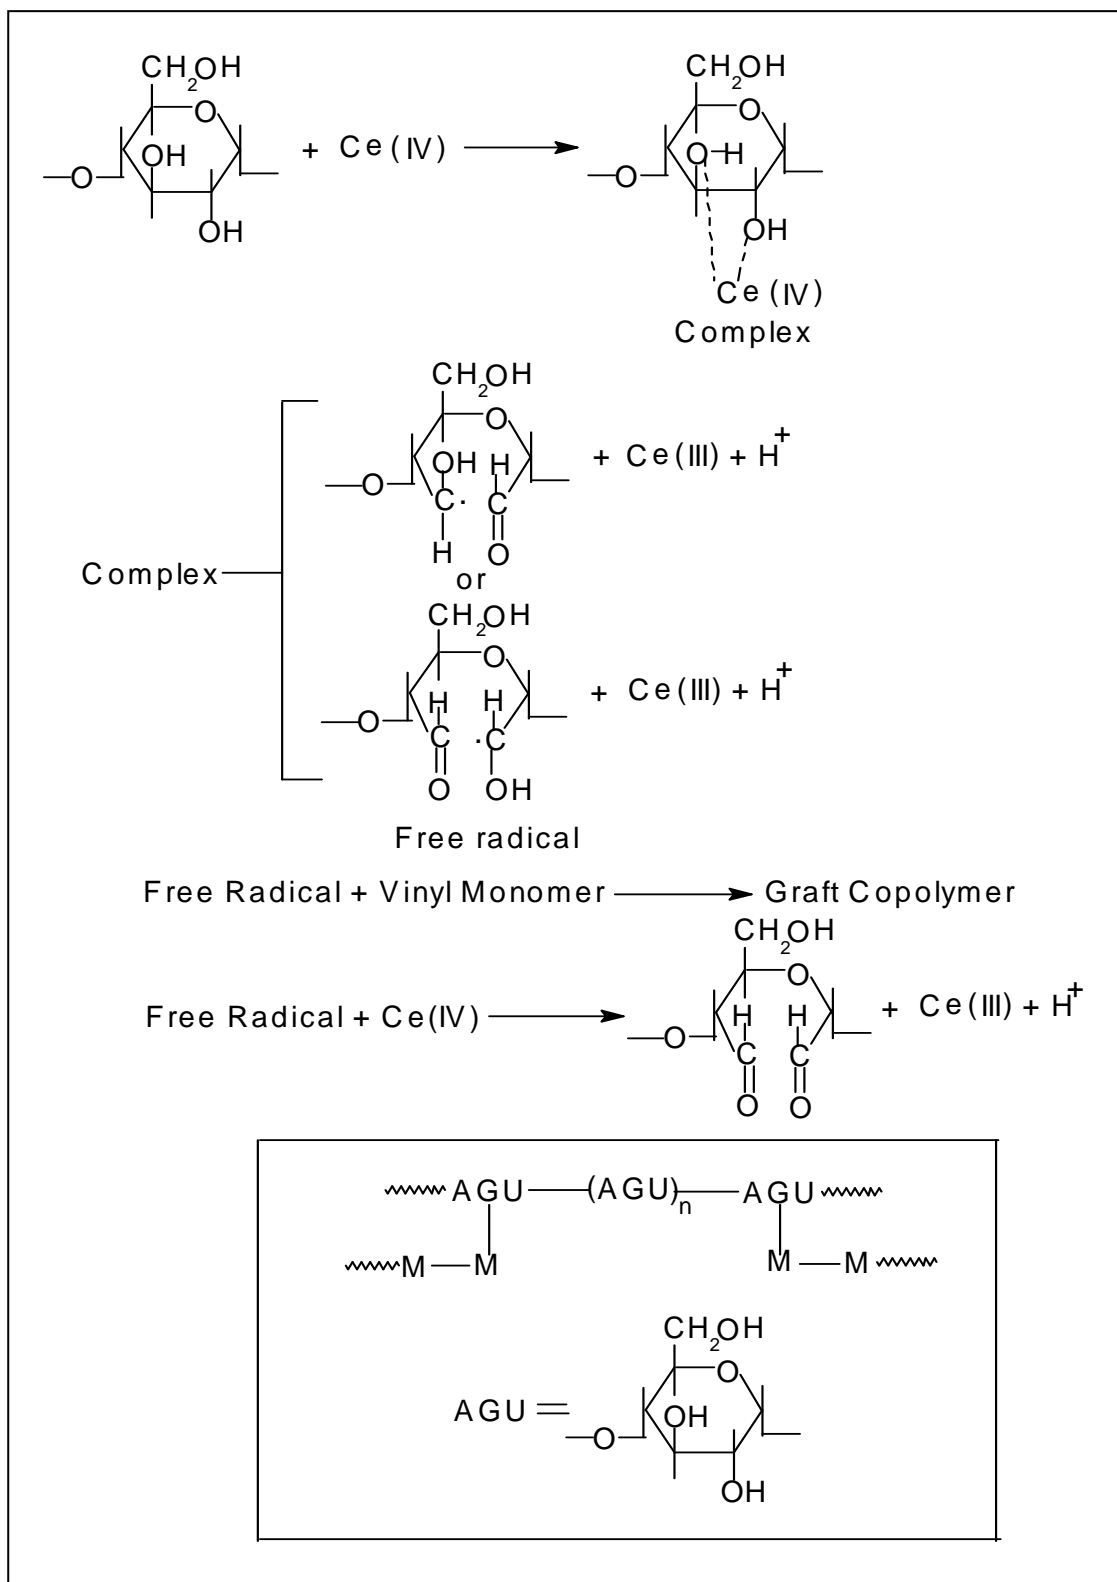 CH2OH CH2OH
O O
OH + Ce (IV) O-H
O O
OH OH
Ce (IV)
Complex
CH2OH
O
OH H + Ce (III) + H+
O C· C
H O
Complex or
CH2OH
O
H H + Ce (III) + H+
O C ·C
O OH
Free radical
Free Radical + Vinyl Monomer Graft Copolymer
CH2OH
O
Free Radical + Ce(IV) H H + Ce (III) + H+
O C C
O O
AGU (AGU)n AGU
M M M M
CH2OH
O
AGU = OH
O
OH